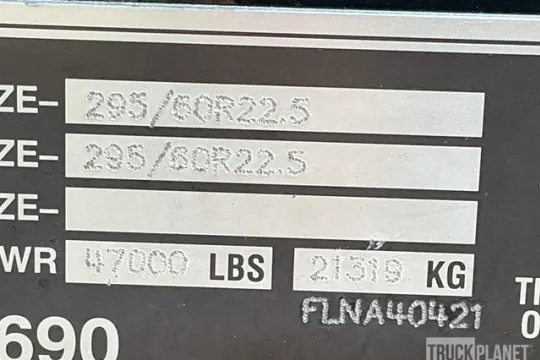 ZE- 295/60R22.5
ZE- 295/60R22.5
ZE-
WR 47000 LBS 21319 KG
FLNA40421
690
TRUCKPLANET